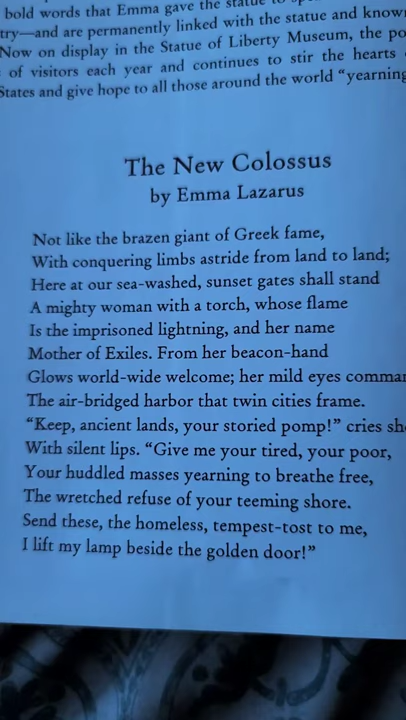 bold words that Emma gave the statue to
try—and are permanently linked with the statue and
Now on display in the Statue of Liberty Museum, the
of visitors each year and continues to stir the hearts
States and give hope to all those around the world “yearning
The New Colossus
by Emma Lazarus
Not like the brazen giant of Greek fame,
With conquering limbs astride from land to land;
Here at our sea-washed, sunset gates shall stand
A mighty woman with a torch, whose flame
Is the imprisoned lightning, and her name
Mother of Exiles. From her beacon-hand
Glows world-wide welcome; her mild eyes
The air-bridged harbor that twin cities frame.
“Keep, ancient lands, your storied pomp!” cries
With silent lips. “Give me your tired, your poor,
Your huddled masses yearning to breathe free,
The wretched refuse of your teeming shore.
Send these, the homeless, tempest-tost to me,
I lift my lamp beside the golden door!”